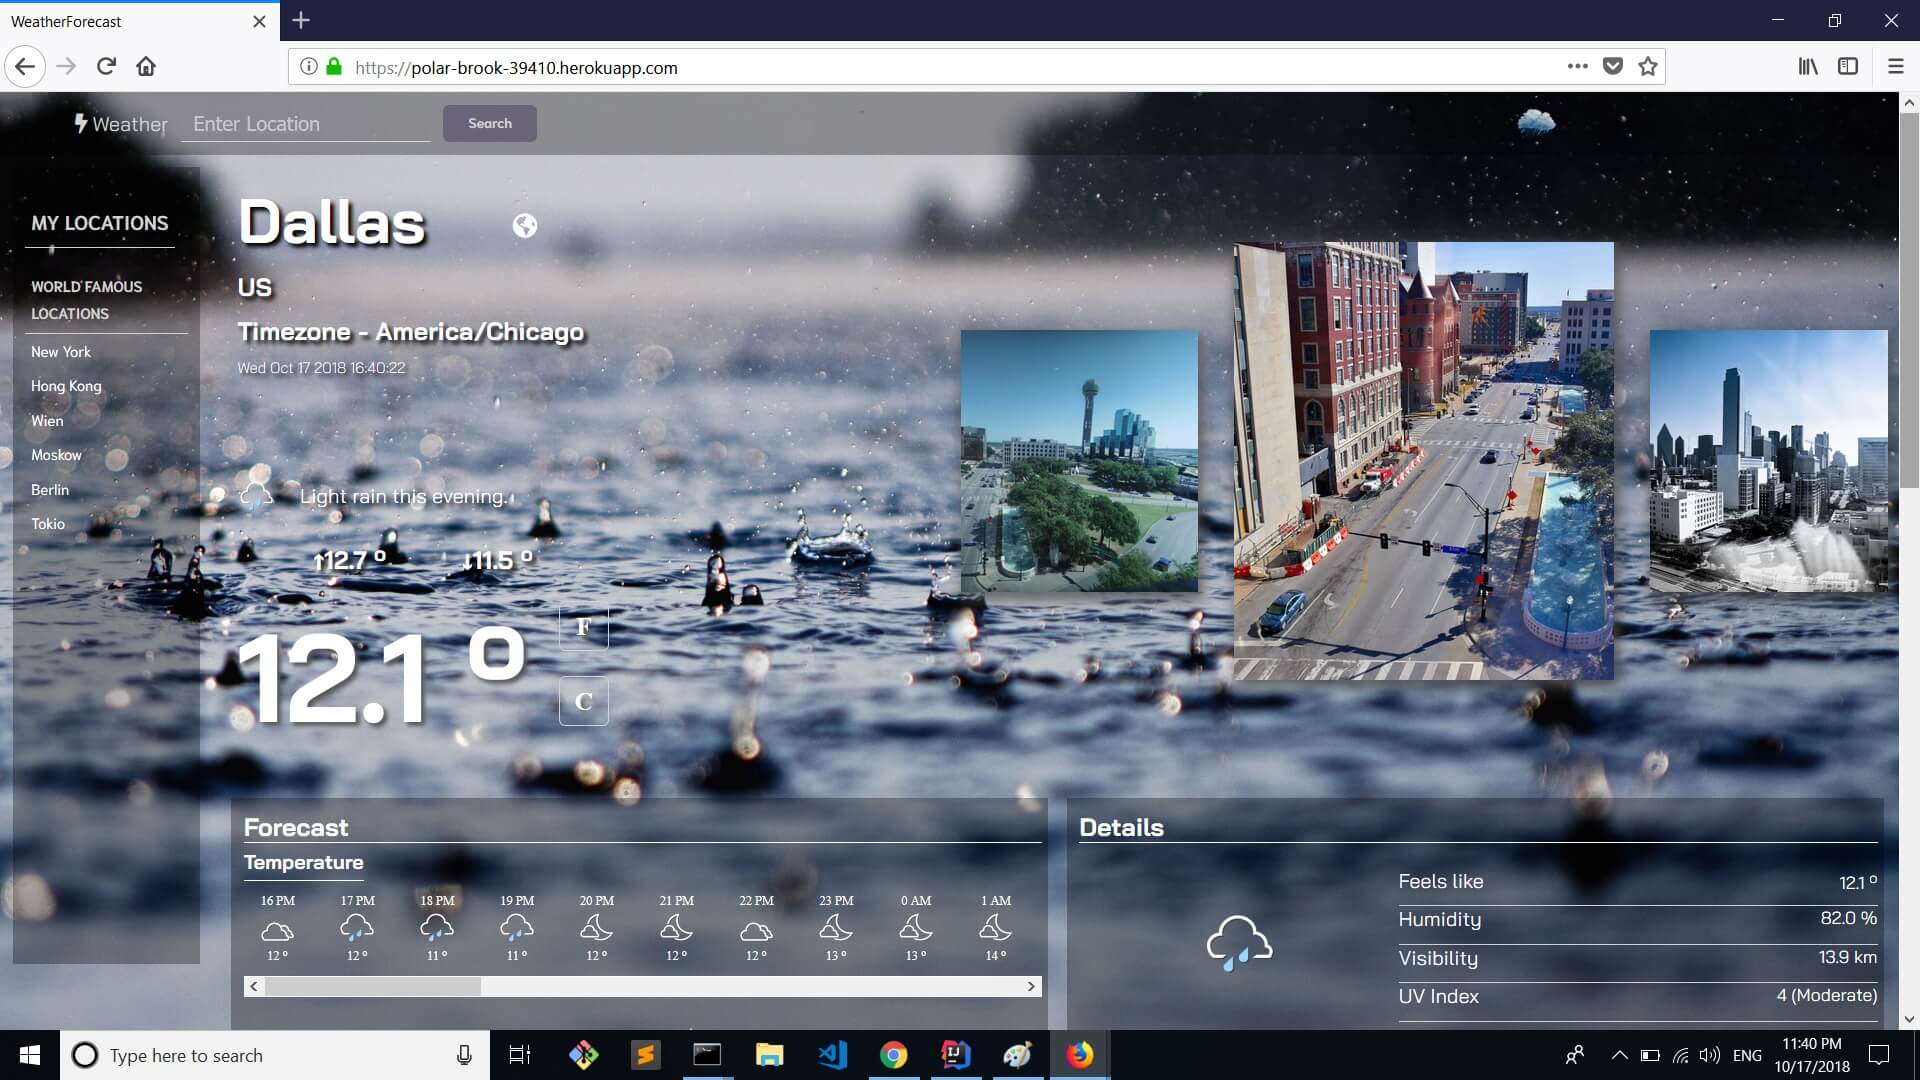 WeatherForecast
https://polar-brook-39410.herokuapp.com
Weather
Enter Location
Search
MY LOCATIONS
WORLD FAMOUS
LOCATIONS
New York
Hong Kong
Wien
Moskow
Berlin
Tokio
Dallas
US
Timezone - America/Chicago
Wed Oct 17 2018 16:40:22
Light rain this evening.
↑12.7 º ↓11.5 º
12.1 º
F
C
Forecast
Temperature
16 PM 17 PM 18 PM 19 PM 20 PM 21 PM 22 PM 23 PM 0 AM 1 AM
12 º 12 º 11 º 11 º 12 º 12 º 12 º 13 º 13 º 14 º
Details
Feels like 12.1 º
Humidity 82.0 %
Visibility 13.9 km
UV Index 4 (Moderate)
Type here to search
IJ
ENG
11:40 PM
10/17/2018